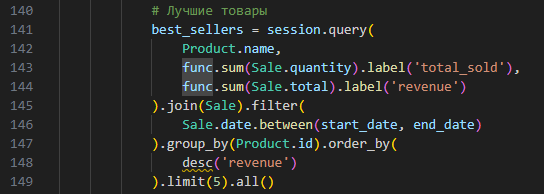 140 # Лучшие товары
141 best_sellers = session.query(
142 Product.name,
143 func.sum(Sale.quantity).label('total_sold'),
144 func.sum(Sale.total).label('revenue')
145 ).join(Sale).filter(
146 Sale.date.between(start_date, end_date)
147 ).group_by(Product.id).order_by(
148 desc('revenue')
149 ).limit(5).all()